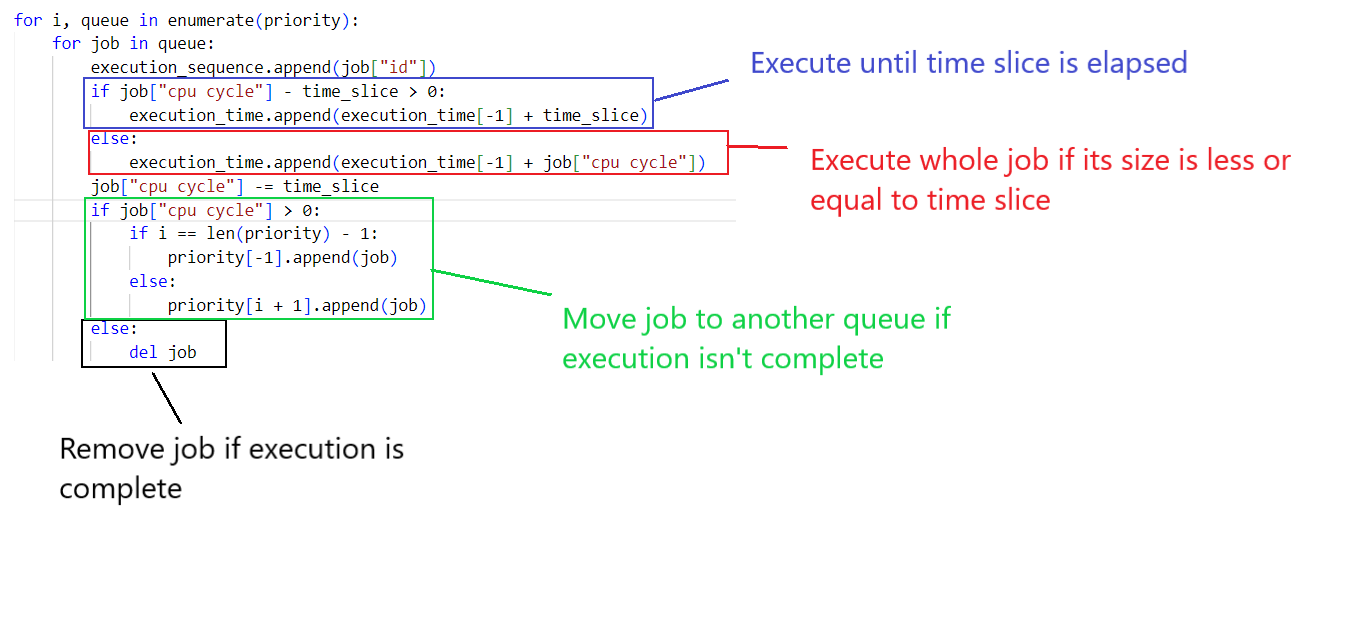 for i, queue in enumerate(priority):
    for job in queue:
        execution_sequence.append(job["id"])
        if job["cpu cycle"] - time_slice > 0:
            execution_time.append(execution_time[-1] + time_slice)
        else:
            execution_time.append(execution_time[-1] + job["cpu cycle"])
        job["cpu cycle"] -= time_slice
        if job["cpu cycle"] > 0:
            if i == len(priority) - 1:
                priority[-1].append(job)
            else:
                priority[i + 1].append(job)
        else:
            del job
Execute until time slice is elapsed
Execute whole job if its size is less or
equal to time slice
Move job to another queue if
execution isn't complete
Remove job if execution is
complete